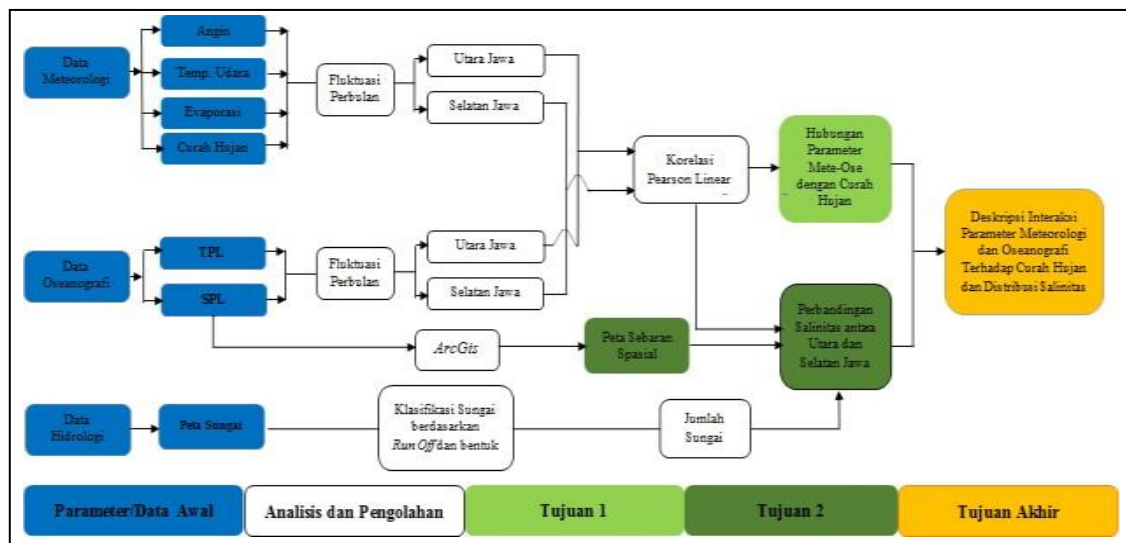 Data
Meteorologi
Angin
Temp. Udara
Evaporasi
Curah Hujan
Fluktuasi
Perbulan
Utara Jawa
Selatan Jawa
Korelasi
Pearson Linear
Hubungan
Parameter
Mete-Ose
dengan Curah
Hujan
Deskripsi Interaksi
Parameter Meteorologi
dan Oseanografi
Terhadap Curah Hujan
dan Distribusi Salinitas
Data
Oseanografi
TPL
SPL
Fluktuasi
Perbulan
Utara Jawa
Selatan Jawa
ArcGis
Peta Sebaran
Spasial
Perbandingan
Salinitas antara
Utara dan
Selatan Jawa
Data
Hidrologi
Peta Sungai
Klasifikasi Sungai
berdasarkan
Run Off dan bentuk
Jumlah
Sungai
Parameter/Data Awal
Analisis dan Pengolahan
Tujuan 1
Tujuan 2
Tujuan Akhir